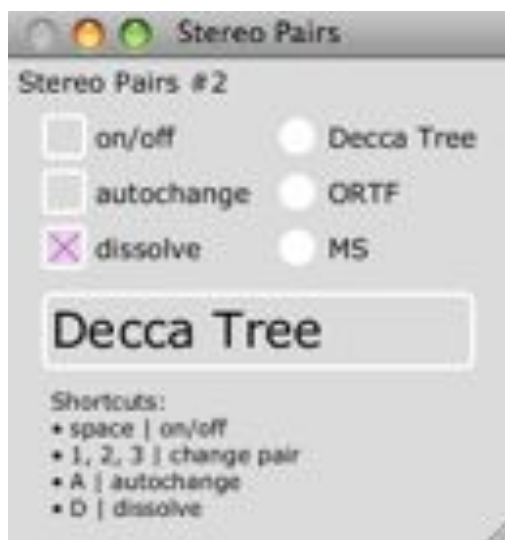 Stereo Pairs
Stereo Pairs #2
on/off Decca Tree
autochange ORTF
dissolve MS
Decca Tree
Shortcuts:
• space | on/off
• 1, 2, 3 | change pair
• A | autochange
• D | dissolve